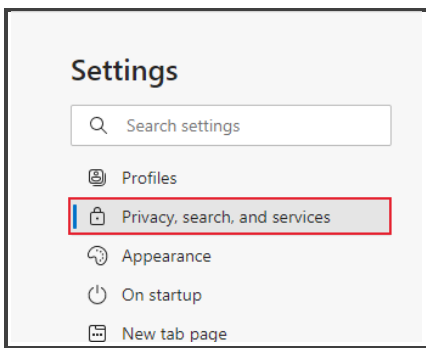 Settings
Search settings
Profiles
Privacy, search, and services
Appearance
On startup
New tab page